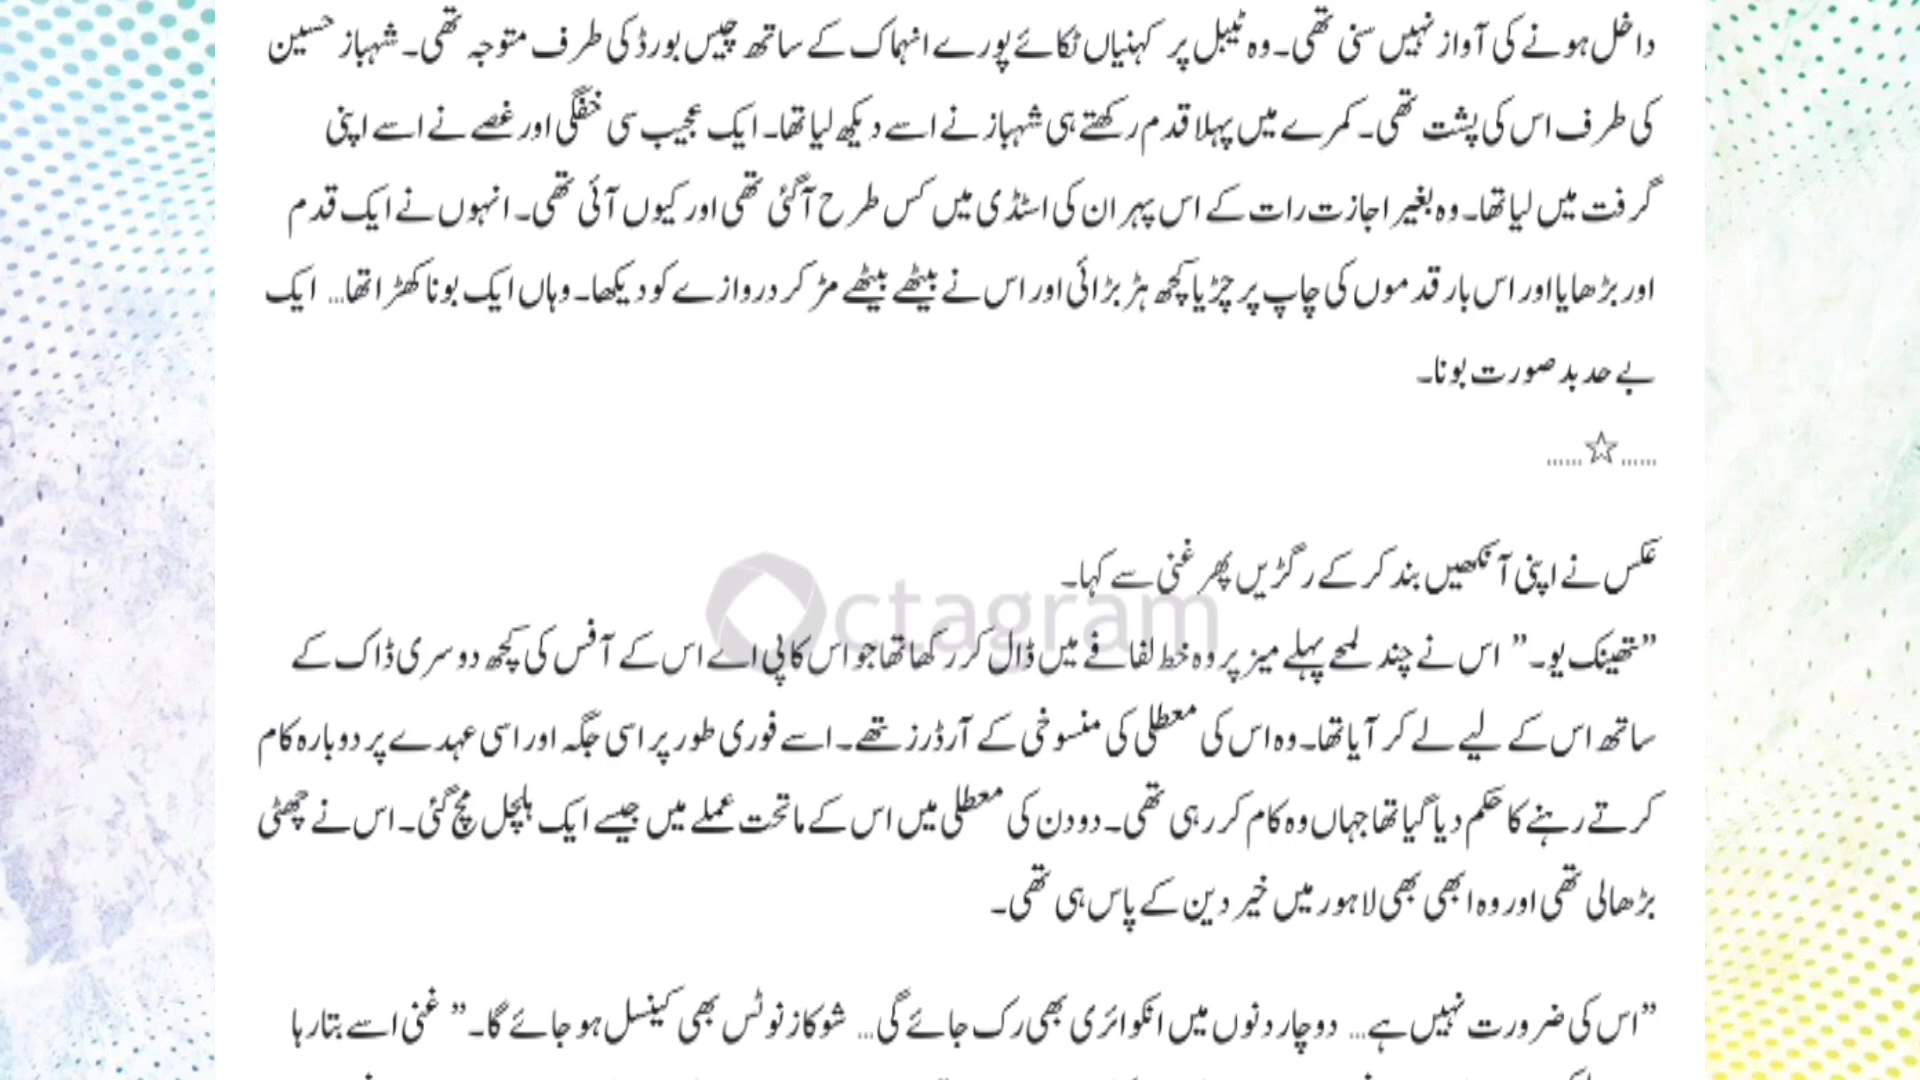 داخل ہونے کی آواز نہیں سنی تھی۔ وہ ٹیبل پر کہنیاں ٹکائے پورے انہماک کے ساتھ چیس بورڈ کی طرف متوجہ تھی۔ شہباز حسین
کی طرف اس کی پشت تھی۔ کمرے میں پہلا قدم رکھتے ہی شہباز نے اسے دیکھ لیا تھا۔ ایک عجیب سی خفگی اور غصے نے اسے اپنی
گرفت میں لیا تھا۔ وہ بغیر اجازت رات کے اس پہر ان کی اسٹڈی میں کس طرح آگئی تھی اور کیوں آئی تھی۔ انہوں نے ایک قدم
اور بڑھایا اور اس بار قدموں کی چاپ پر چڑیا کچھ ہڑبڑائی اور اس نے بیٹھے بیٹھے مڑ کر دروازے کو دیکھا۔ وہاں ایک بونا کھڑا تھا… ایک
بے حد بد صورت بونا۔
……☆……
عکس نے اپنی آنکھیں بند کر کے رگڑیں پھر غنی سے کہا۔
Octagram
”تھینک یو۔” اس نے چند لمحے پہلے میز پر وہ خط لفافے میں ڈال کر رکھا تھا جو اس کا پی اے اس کے آفس کی کچھ دوسری ڈاک کے
ساتھ اس کے لیے لے کر آیا تھا۔ وہ اس کی معطلی کی منسوخی کے آرڈرز تھے۔ اسے فوری طور پر اسی جگہ اور اسی عہدے پر دوبارہ کام
کرتے رہنے کا حکم دیا گیا تھا جہاں وہ کام کر رہی تھی۔ دو دن کی معطلی میں اس کے ماتحت عملے میں جیسے ایک ہلچل مچ گئی۔ اس نے چھٹی
بڑھالی تھی اور وہ ابھی بھی لاہور میں خیر دین کے پاس ہی تھی۔
”اس کی ضرورت نہیں ہے… دو چار دنوں میں انکوائری بھی رک جائے گی… شوکاز نوٹس بھی کینسل ہو جائے گا۔” غنی اسے بتا رہا